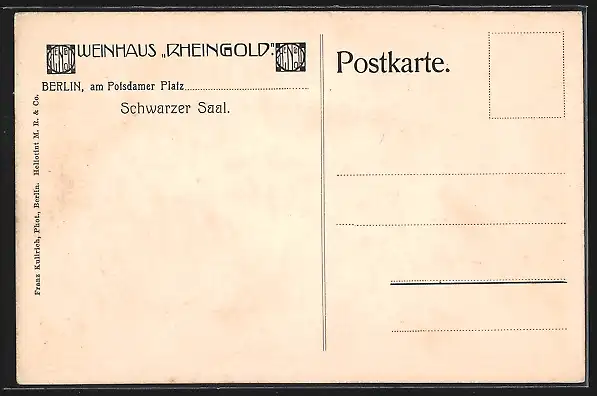 WEINHAUS „RHEINGOLD“.
BERLIN, am Potsdamer Platz
Schwarzer Saal.
Postkarte.
Franz Kullrich, Phot., Berlin. Heliotint M. R. & Co.